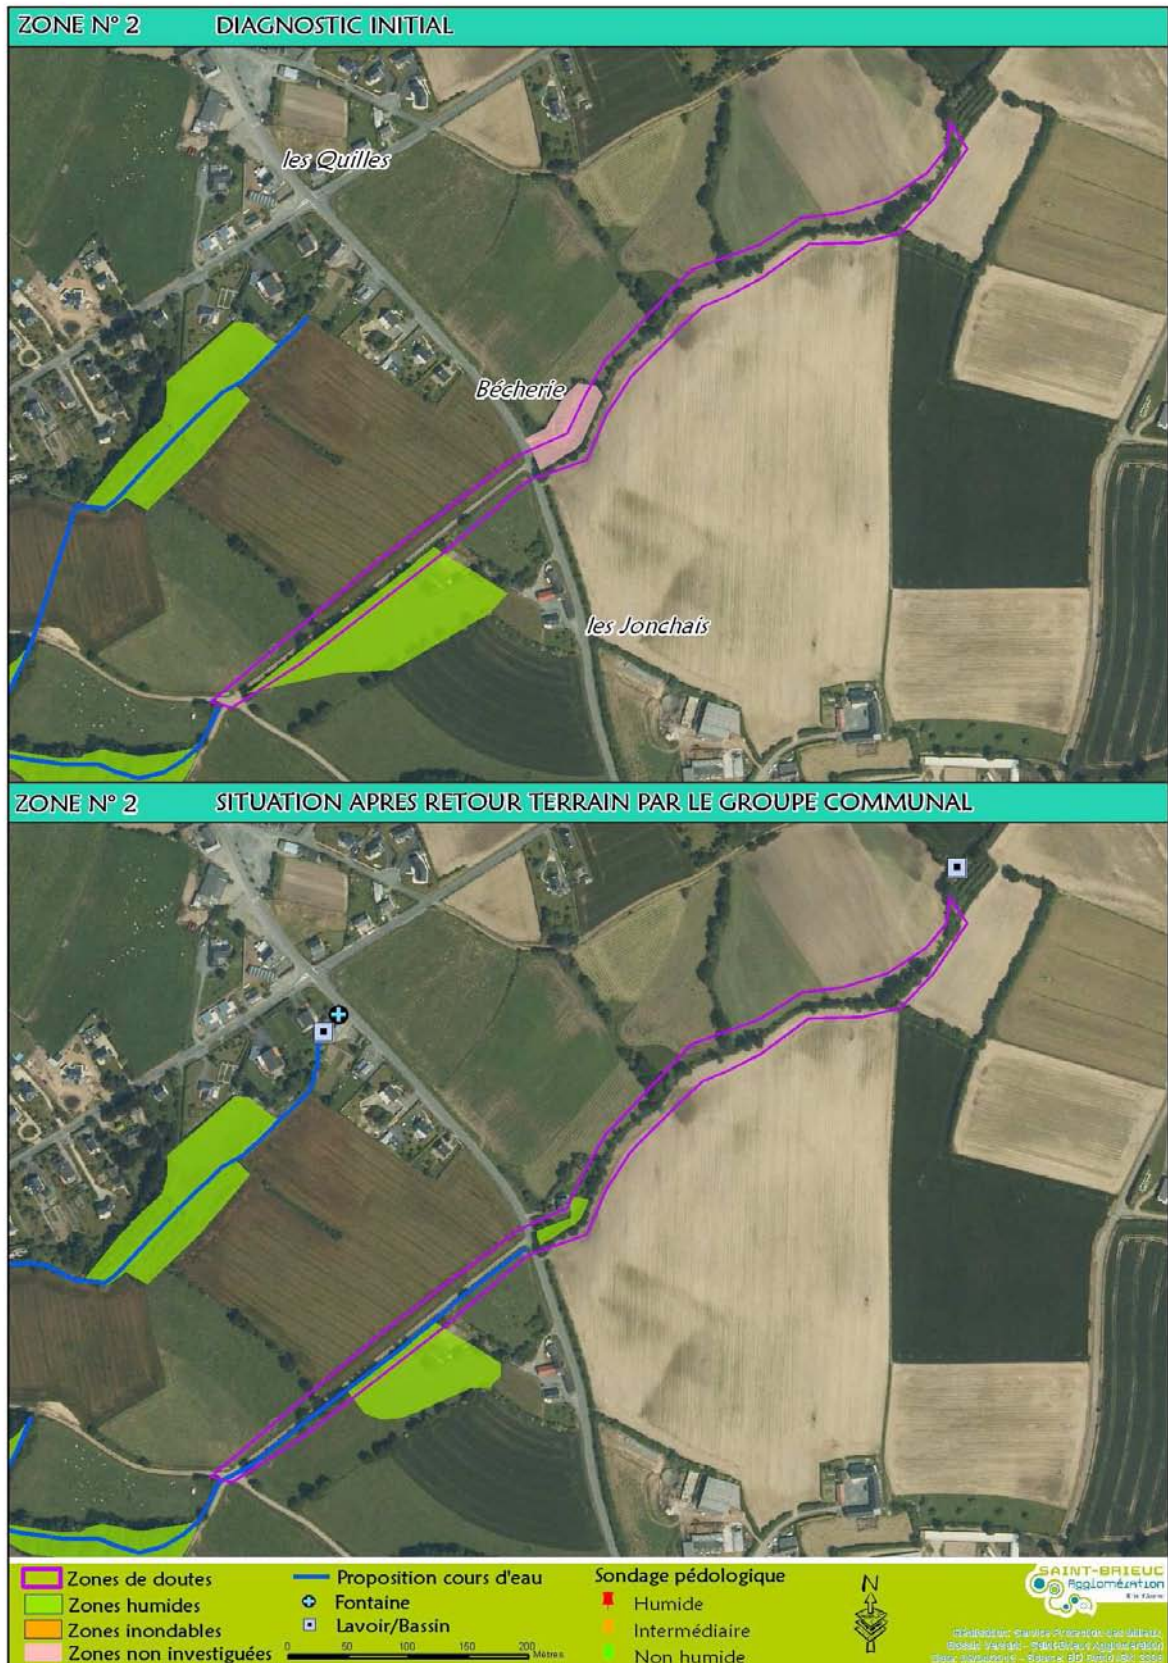 ZONE N° 2 DIAGNOSTIC INITIAL
les Quilles
Bécherie
les Jonchais
ZONE N° 2 SITUATION APRES RETOUR TERRAIN PAR LE GROUPE COMMUNAL
Zones de doutes
Zones humides
Zones inondables
Zones non investiguées
Proposition cours d'eau
Fontaine
Lavoir/Bassin
0 50 100 150 200 Mètres
Sondage pédologique
Humide
Intermédiaire
Non humide
N
SAINT-BRIEUC
Agglomération